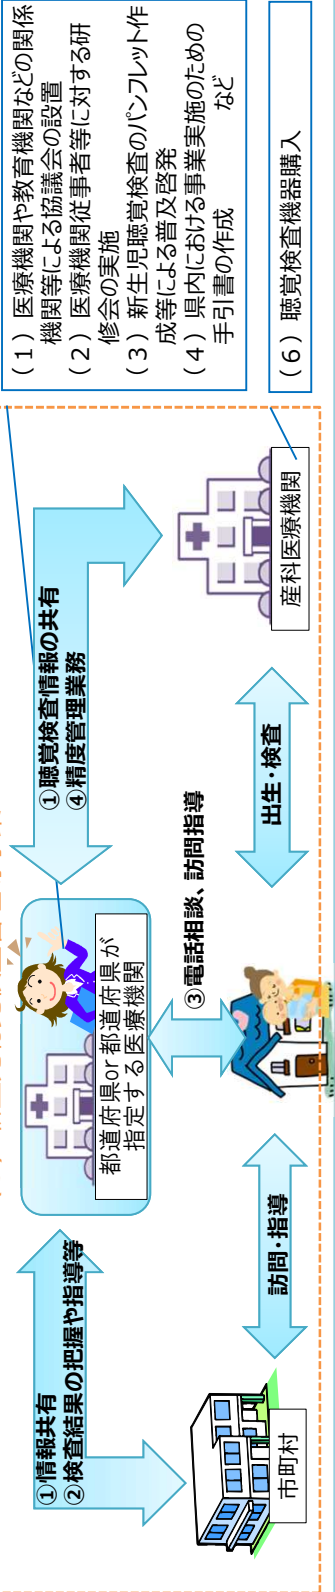 ①情報共有
②検査結果の把握や指導等
市町村
訪問・指導
都道府県or都道府県が
指定する医療機関
③電話相談、訪問指導
①聴覚検査情報の共有
④精度管理業務
出生・検査
産科医療機関
（１）医療機関や教育機関などの関係
機関等による協議会の設置
（２）医療機関従事者等に対する研
修会の実施
（３）新生児聴覚検査のパンフレット作
成等による普及啓発
（４）県内における事業実施のための
手引書の作成
など
（６）聴覚検査機器購入